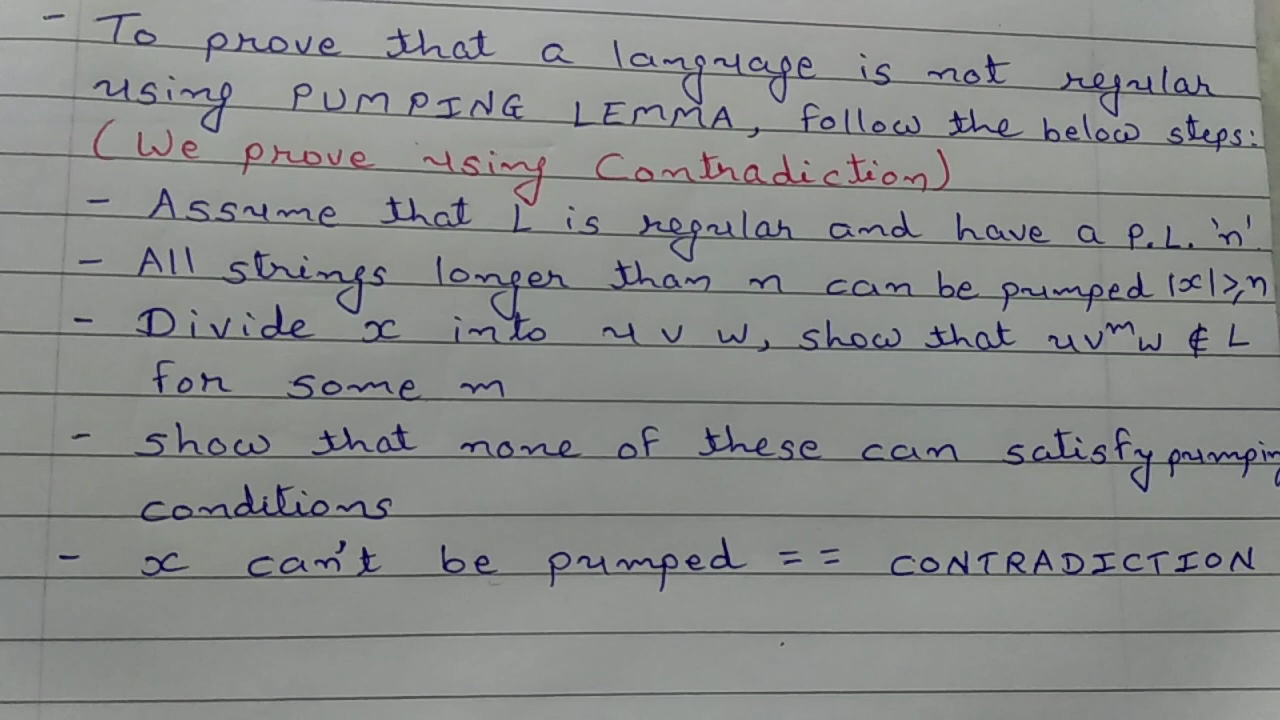 - To prove that a language is not regular
using PUMPING LEMMA, follow the below steps:
(We prove using Contradiction)
- Assume that L is regular and have a P.L. 'n'.
- All strings longer than n can be pumped |x|≥n
- Divide x into u v w, show that uvᵐw ∉ L
for some m
- show that none of these can satisfy pumpin
conditions
- x can't be pumped == CONTRADICTION